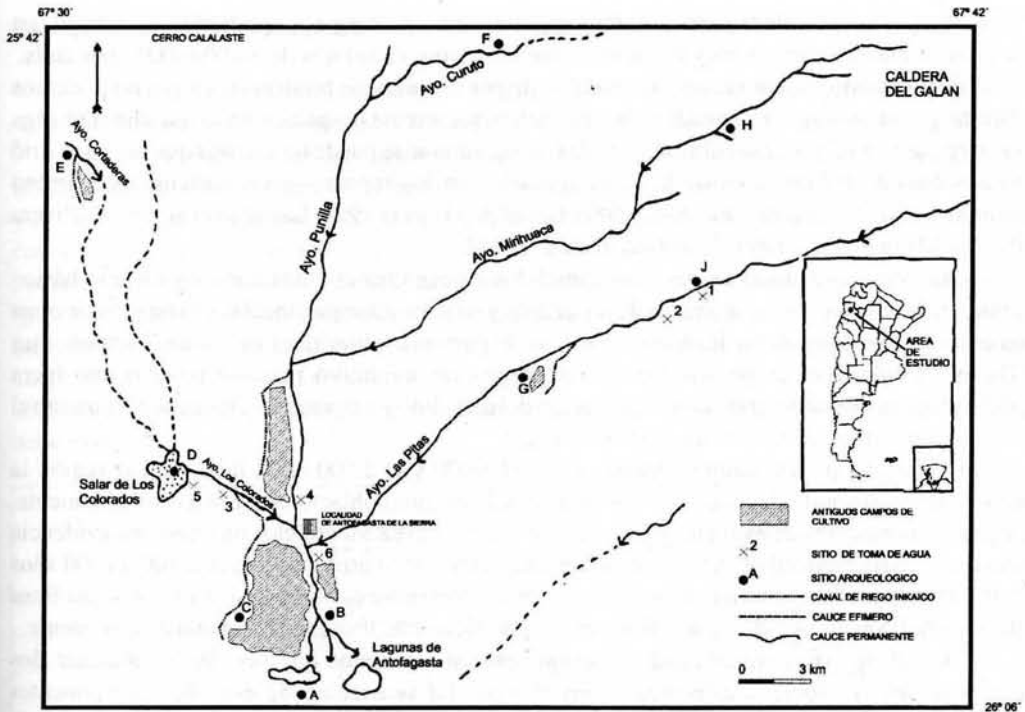 67° 30´
67° 42´
25° 42´
CERRO CALALASTE
F
Ayo. Curuto
CALDERA
DEL GALAN
H
Ayo. Cortaderas
E
Ayo. Punilla
Ayo. Mirihuaca
J
1
2
AREA
DE
ESTUDIO
I
Ayo. Las Pitas
D
Ayo. Los Colorados
Salar de Los
Colorados
5
3
4
LOCALIDAD
DE ANTOFAGASTA DE LA SIERRA
6
C
B
Lagunas de
Antofagasta
A
ANTIGUOS CAMPOS DE
CULTIVO
2
SITIO DE TOMA DE AGUA
A
SITIO ARQUEOLOGICO
CANAL DE RIEGO INKAICO
CAUCE EFIMERO
CAUCE PERMANENTE
0 3 km
26° 06´